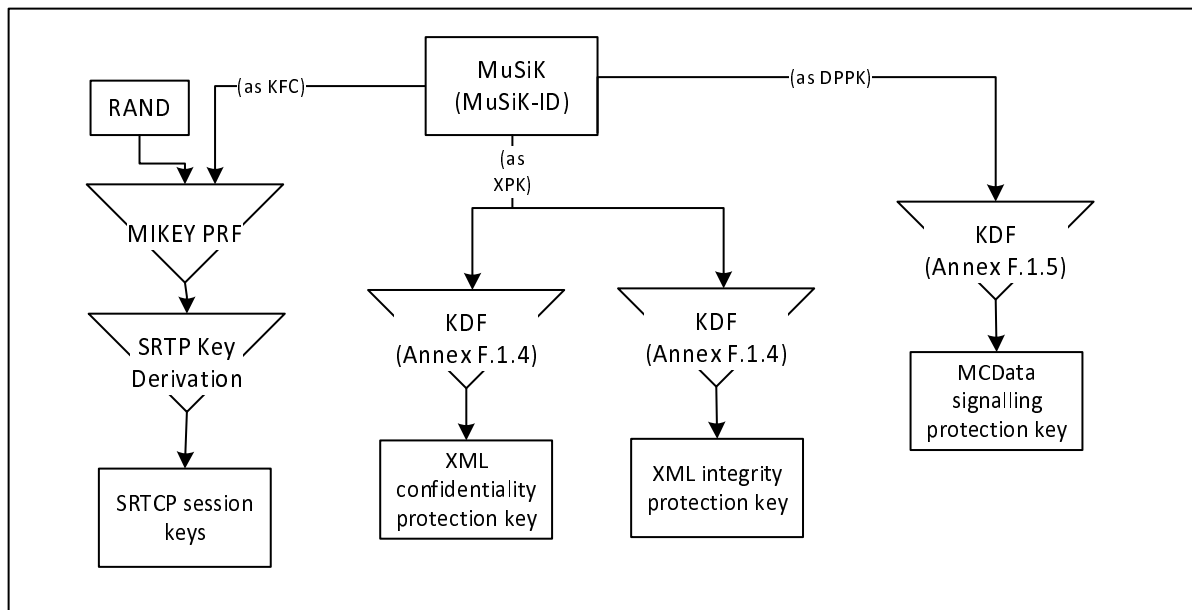 MuSiK
(MuSiK-ID)
(as KFC)
(as DPPK)
RAND
(as
XPK)
MIKEY PRF
KDF
(Annex F.1.5)
SRTP Key
Derivation
KDF
(Annex F.1.4)
KDF
(Annex F.1.4)
MCData
signalling
protection key
SRTCP session
keys
XML
confidentiality
protection key
XML integrity
protection key